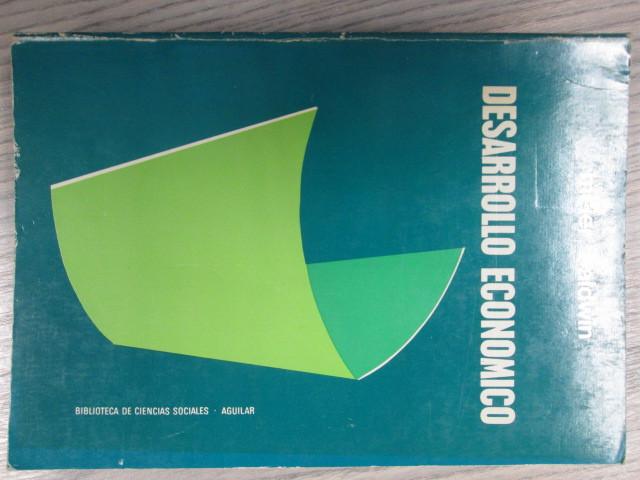 DESARROLLO ECONOMICO
BIBLIOTECA DE CIENCIAS SOCIALES · AGUILAR